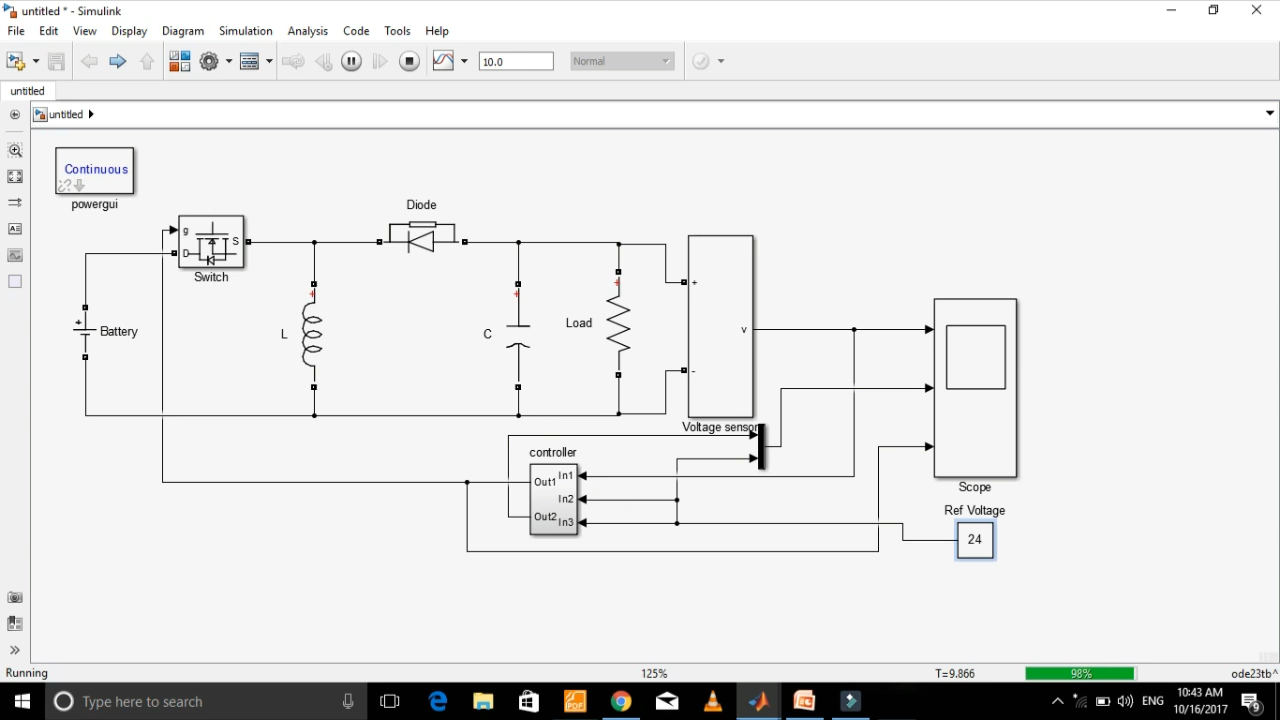 untitled * - Simulink
File Edit View Display Diagram Simulation Analysis Code Tools Help
10.0 Normal
untitled
untitled
Continuous
powergui
Diode
g
S
D
Switch
+
+
+
+
+
Battery
L
C
Load
v
-
Voltage sensor
controller
Out1
In1
In2
Out2
In3
Scope
Ref Voltage
24
Running 125% T=9.866 98% ode23tb
Type here to search
PDF
ENG
10:43 AM
10/16/2017
9